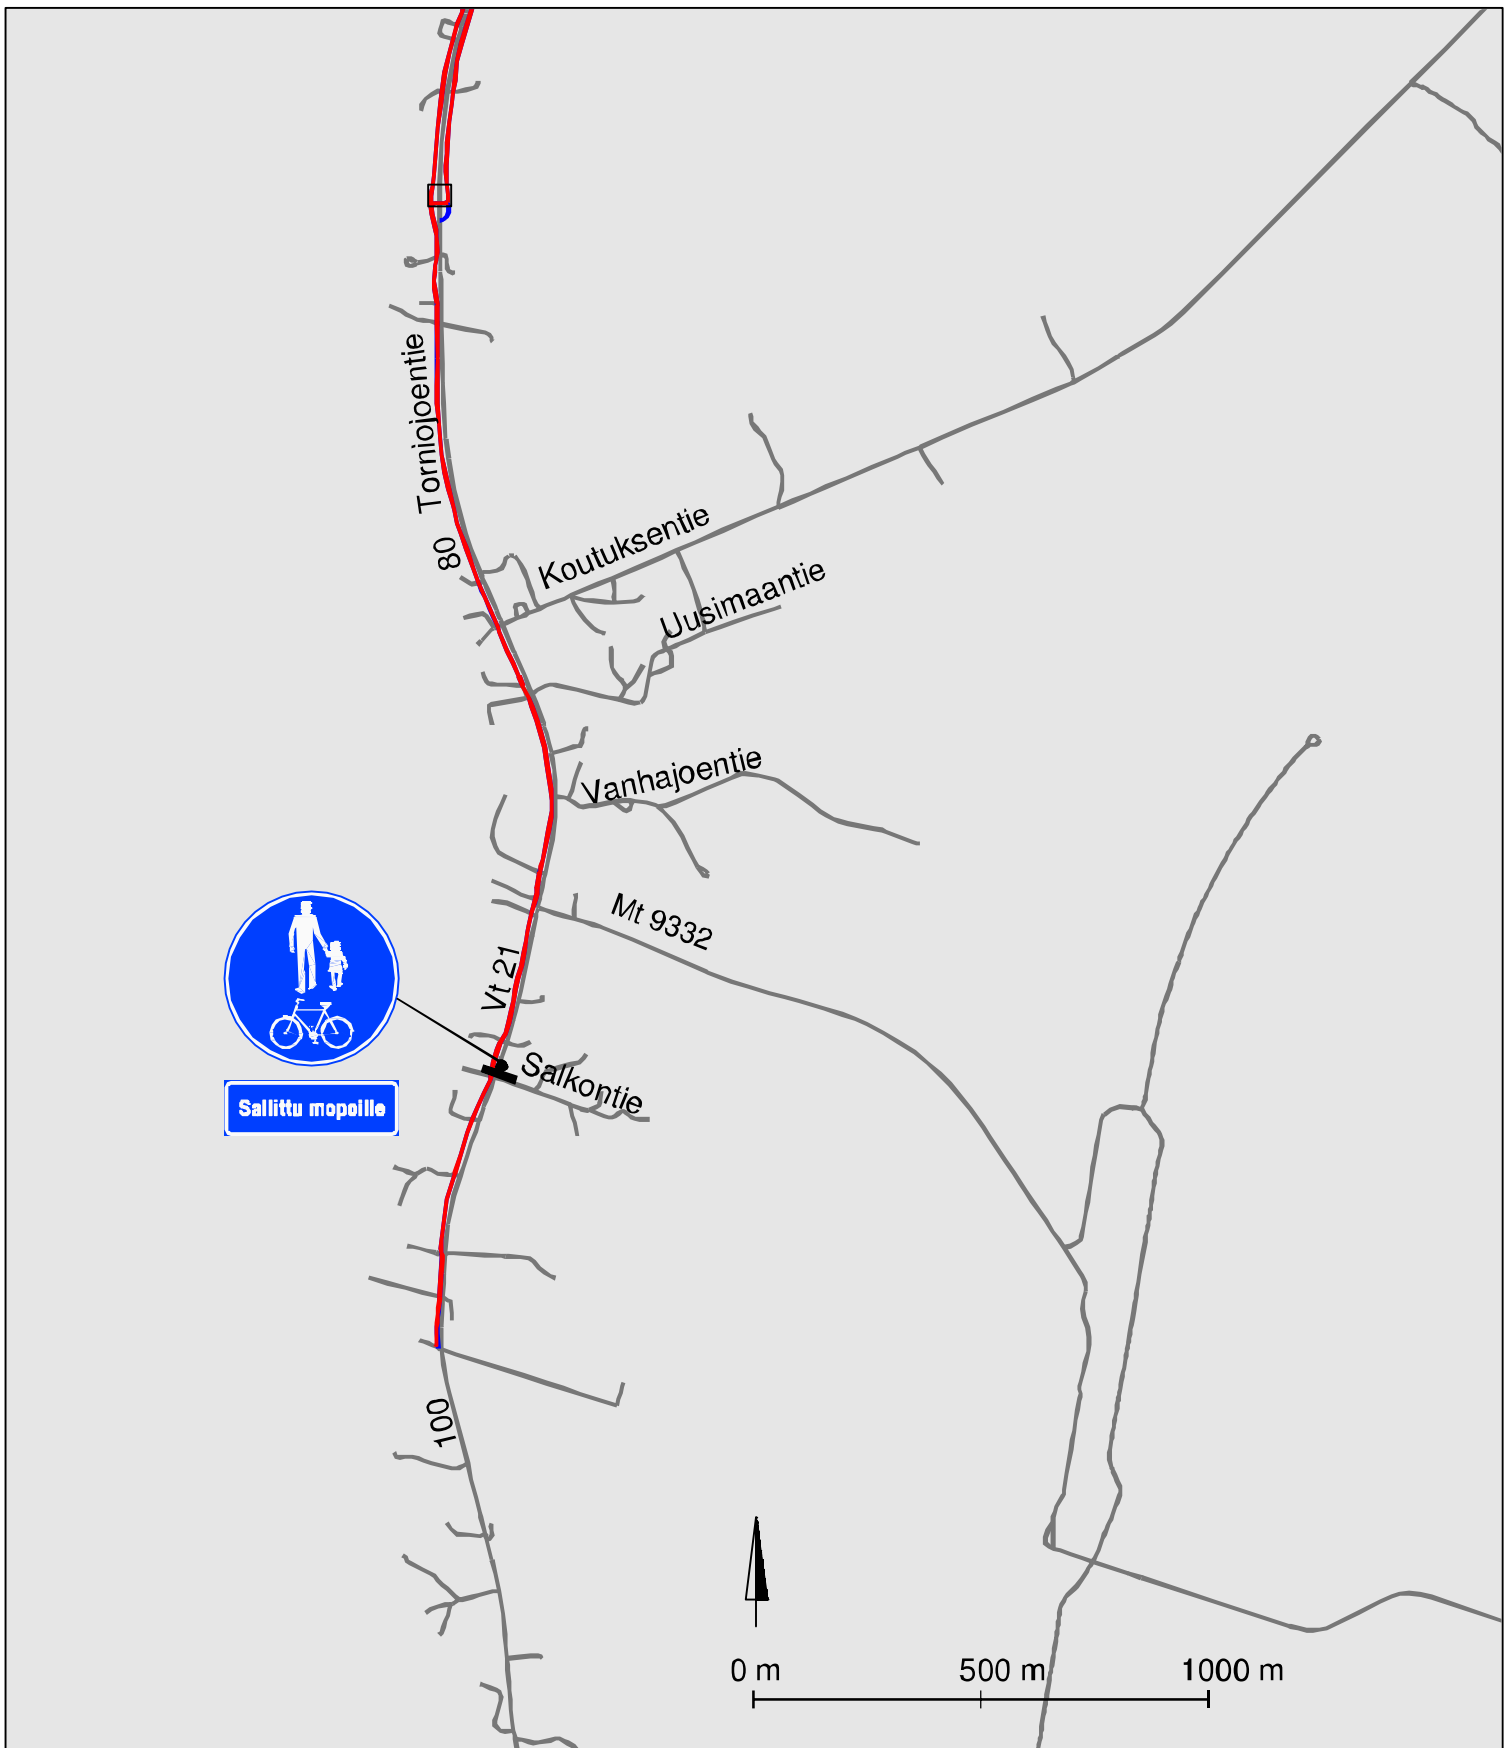 Torniojoentie
80
Koutuksentie
Uusimaantie
Vanhajoentie
Mt 9332
Vt 21
Salkontie
Sallittu mopoille
100
0 m 500 m 1000 m